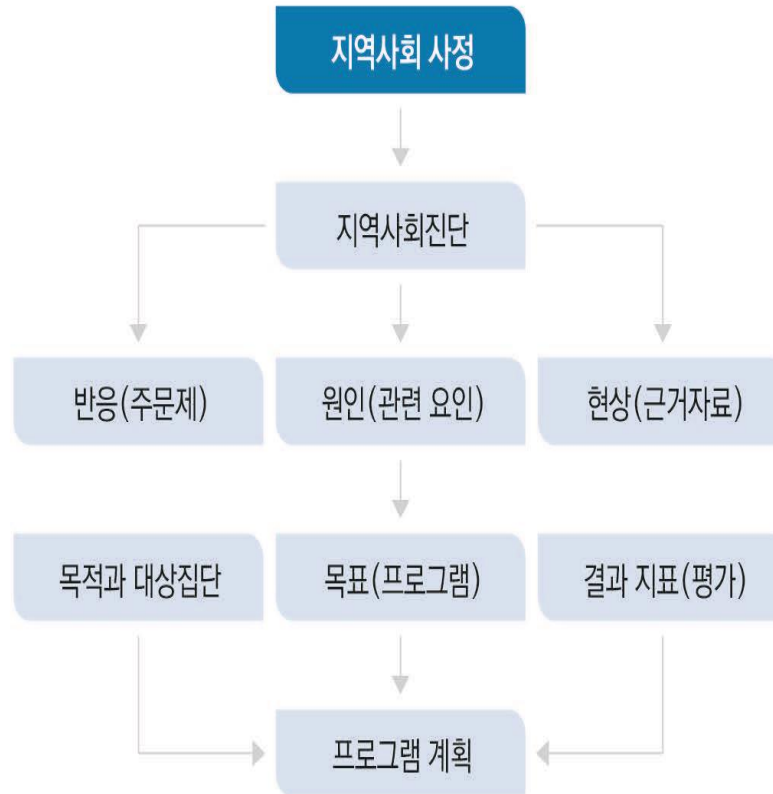 지역사회 사정
지역사회진단
반응(주문제)
원인(관련 요인)
현상(근거자료)
목적과 대상집단
목표(프로그램)
결과 지표(평가)
프로그램 계획